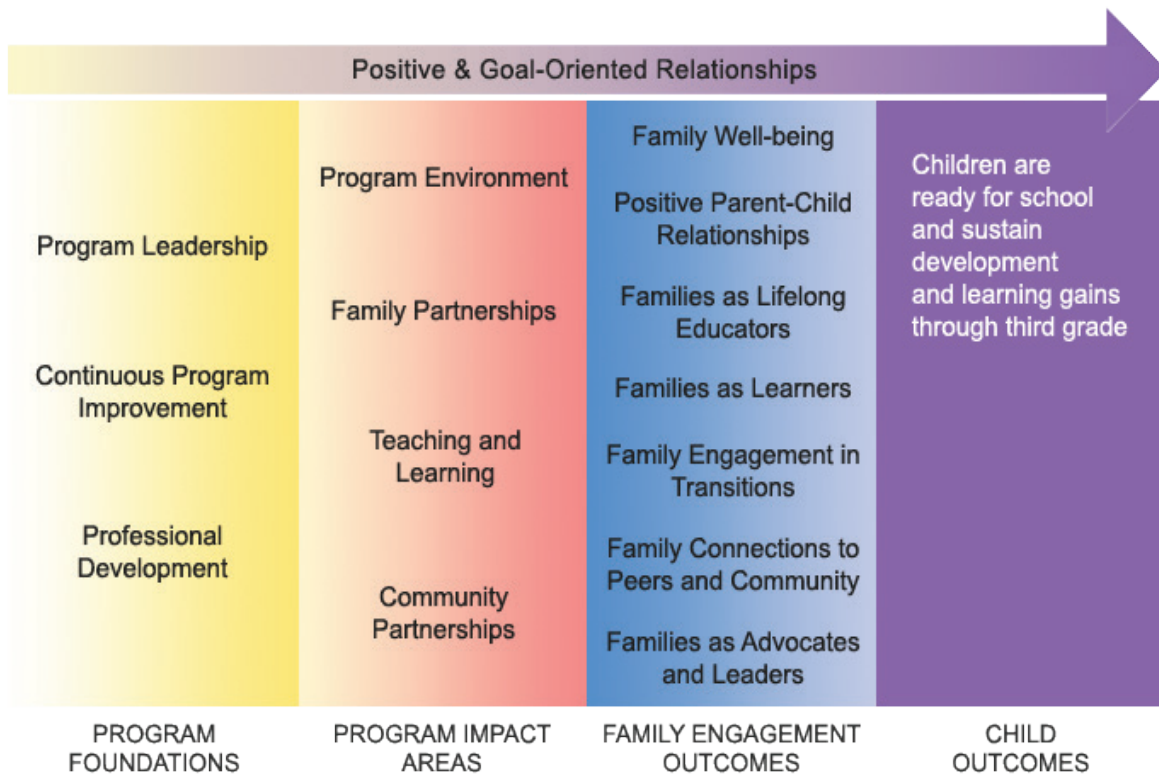 Positive & Goal-Oriented Relationships
Program Leadership
Continuous Program
Improvement
Professional
Development
PROGRAM
FOUNDATIONS
Program Environment
Family Partnerships
Teaching and
Learning
Community
Partnerships
PROGRAM IMPACT
AREAS
Family Well-being
Positive Parent-Child
Relationships
Families as Lifelong
Educators
Families as Learners
Family Engagement in
Transitions
Family Connections to
Peers and Community
Families as Advocates
and Leaders
FAMILY ENGAGEMENT
OUTCOMES
Children are
ready for school
and sustain
development
and learning gains
through third grade
CHILD
OUTCOMES